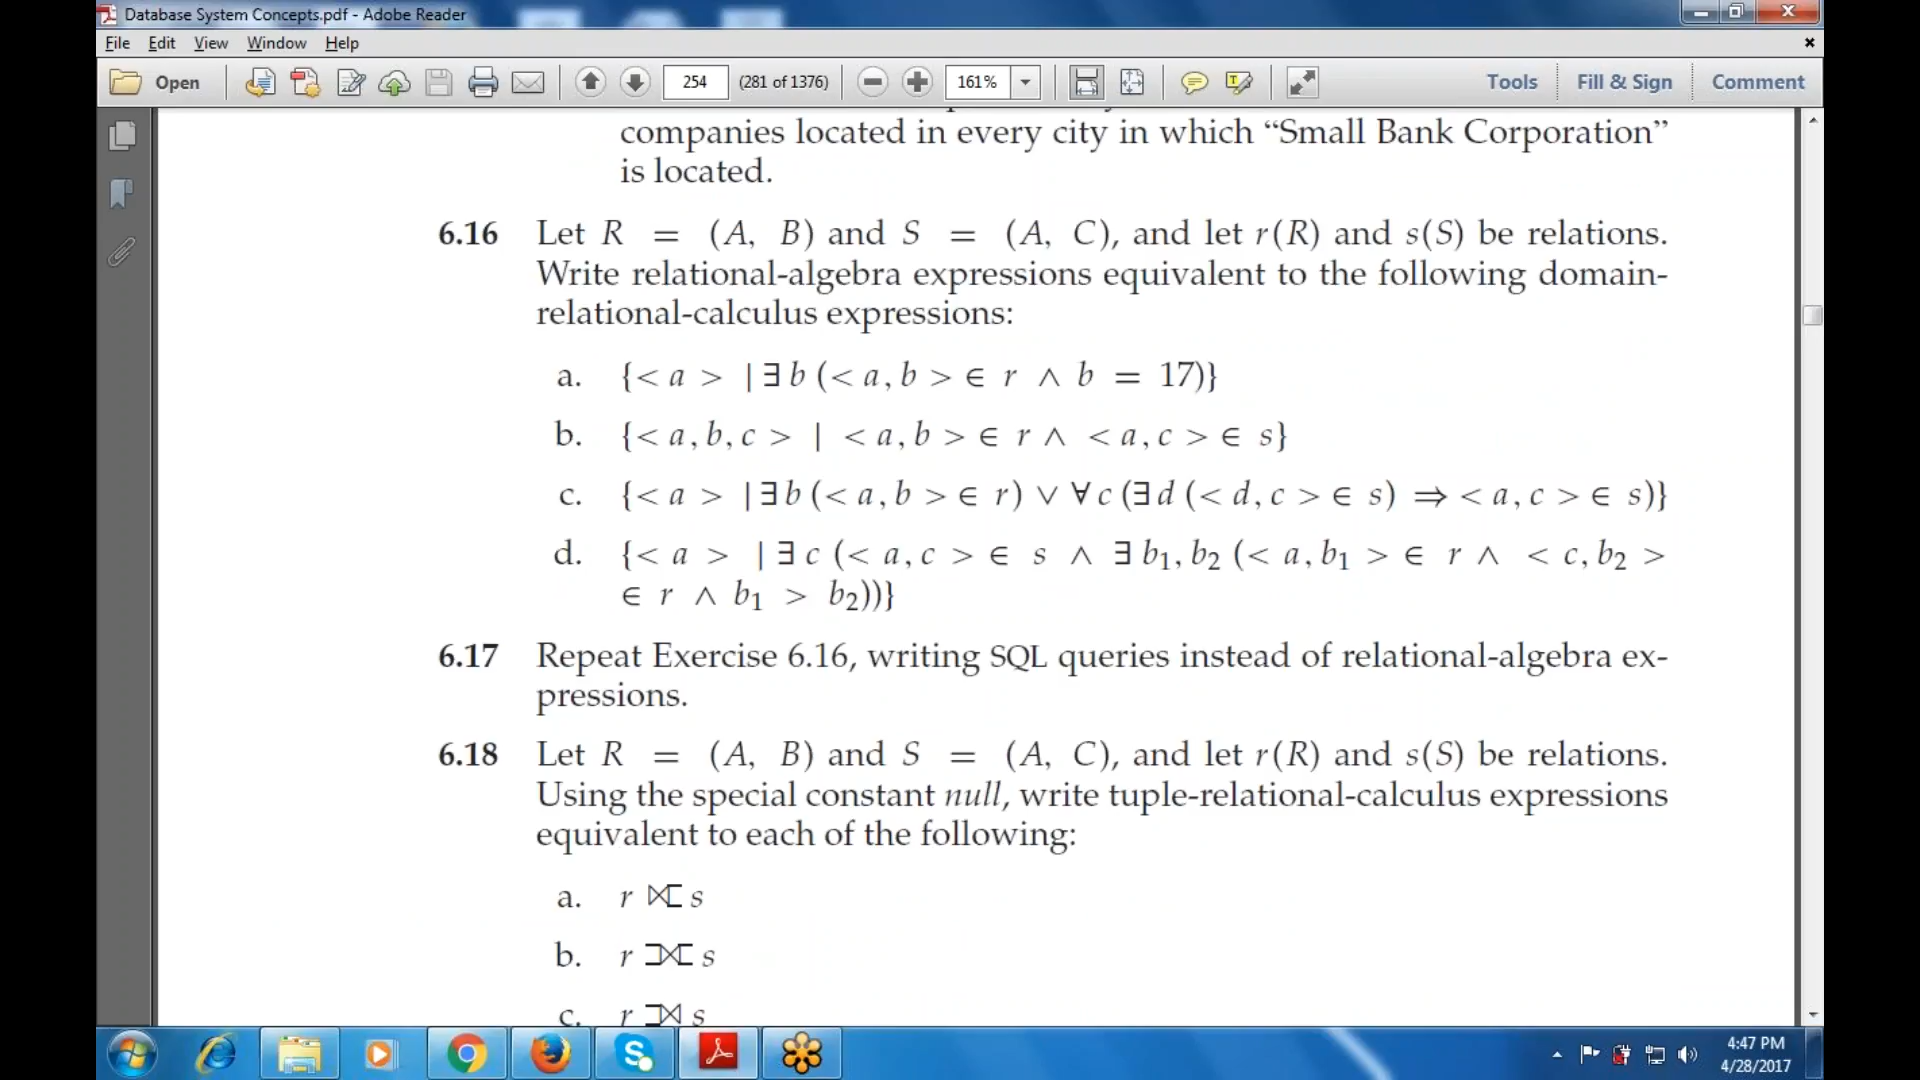 Database System Concepts.pdf - Adobe Reader
File Edit View Window Help
Open 254 (281 of 1376) 161% Tools Fill & Sign Comment
companies located in every city in which “Small Bank Corporation”
is located.
6.16 Let R = (A, B) and S = (A, C), and let r(R) and s(S) be relations.
Write relational-algebra expressions equivalent to the following domain-
relational-calculus expressions:
a. {< a > | ∃ b (< a, b > ∈ r ∧ b = 17)}
b. {< a, b, c > | < a, b > ∈ r ∧ < a, c > ∈ s}
c. {< a > | ∃ b (< a, b > ∈ r) ∨ ∀ c (∃ d (< d, c > ∈ s) ⇒ < a, c > ∈ s)}
d. {< a > | ∃ c (< a, c > ∈ s ∧ ∃ b₁, b₂ (< a, b₁ > ∈ r ∧ < c, b₂ >
∈ r ∧ b₁ > b₂))}
6.17 Repeat Exercise 6.16, writing SQL queries instead of relational-algebra ex-
pressions.
6.18 Let R = (A, B) and S = (A, C), and let r(R) and s(S) be relations.
Using the special constant null, write tuple-relational-calculus expressions
equivalent to each of the following:
a. r ⟖ s
b. r ⟗ s
c. r ⟕ s
4:47 PM
4/28/2017